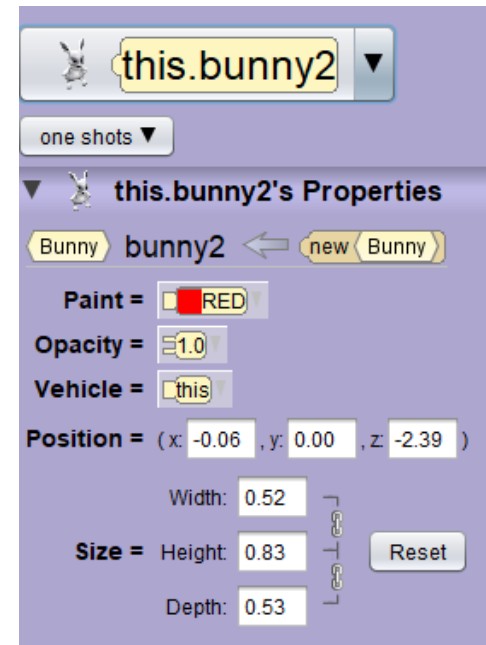 this.bunny2
one shots
this.bunny2's Properties
Bunny bunny2 new Bunny
Paint = RED
Opacity = 1.0
Vehicle = this
Position = ( x: -0.06 , y: 0.00 , z: -2.39 )
Width: 0.52
Size = Height: 0.83 Reset
Depth: 0.53